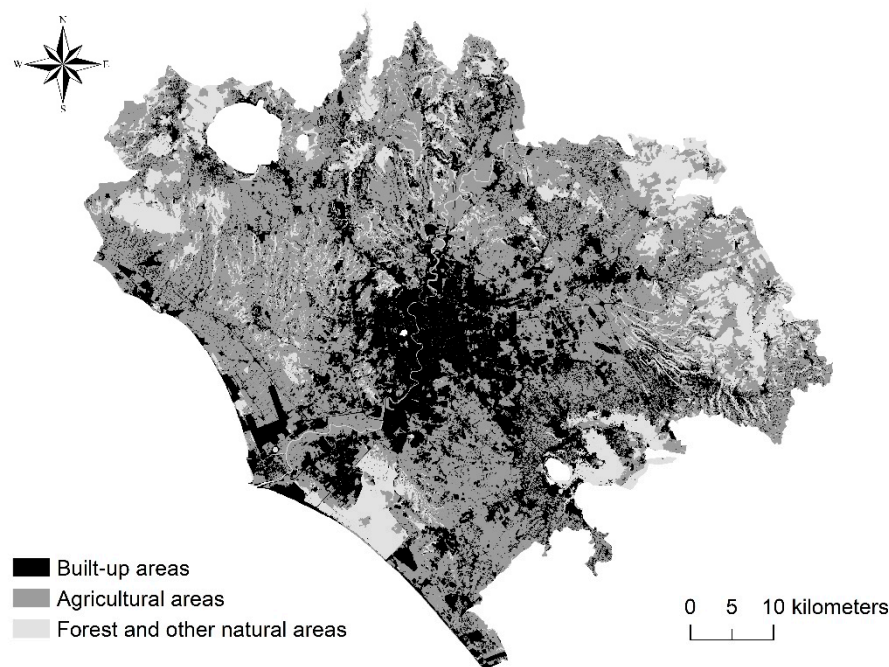 N
W
E
S
Built-up areas
Agricultural areas
Forest and other natural areas
0 5 10 kilometers